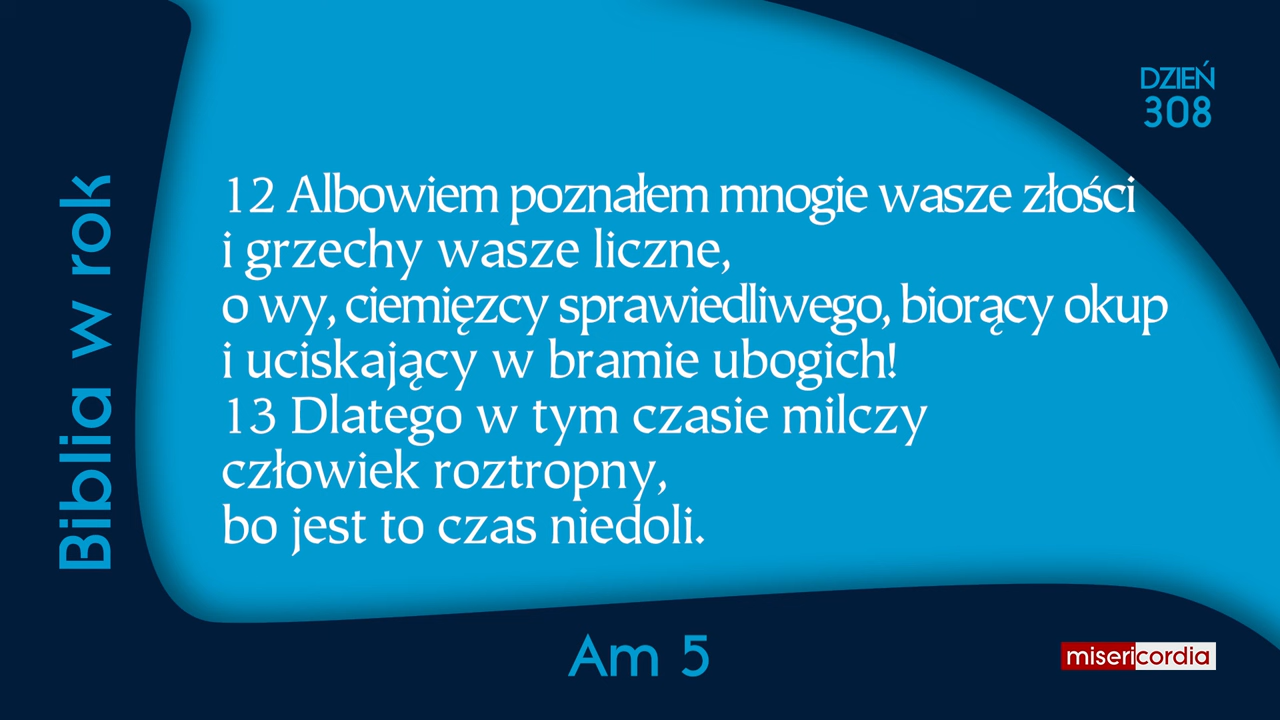 DZIEŃ
308
Biblia w rok
12 Albowiem poznałem mnogie wasze złości
i grzechy wasze liczne,
o wy, ciemięzcy sprawiedliwego, biorący okup
i uciskający w bramie ubogich!
13 Dlatego w tym czasie milczy
człowiek roztropny,
bo jest to czas niedoli.
Am 5
misericordia